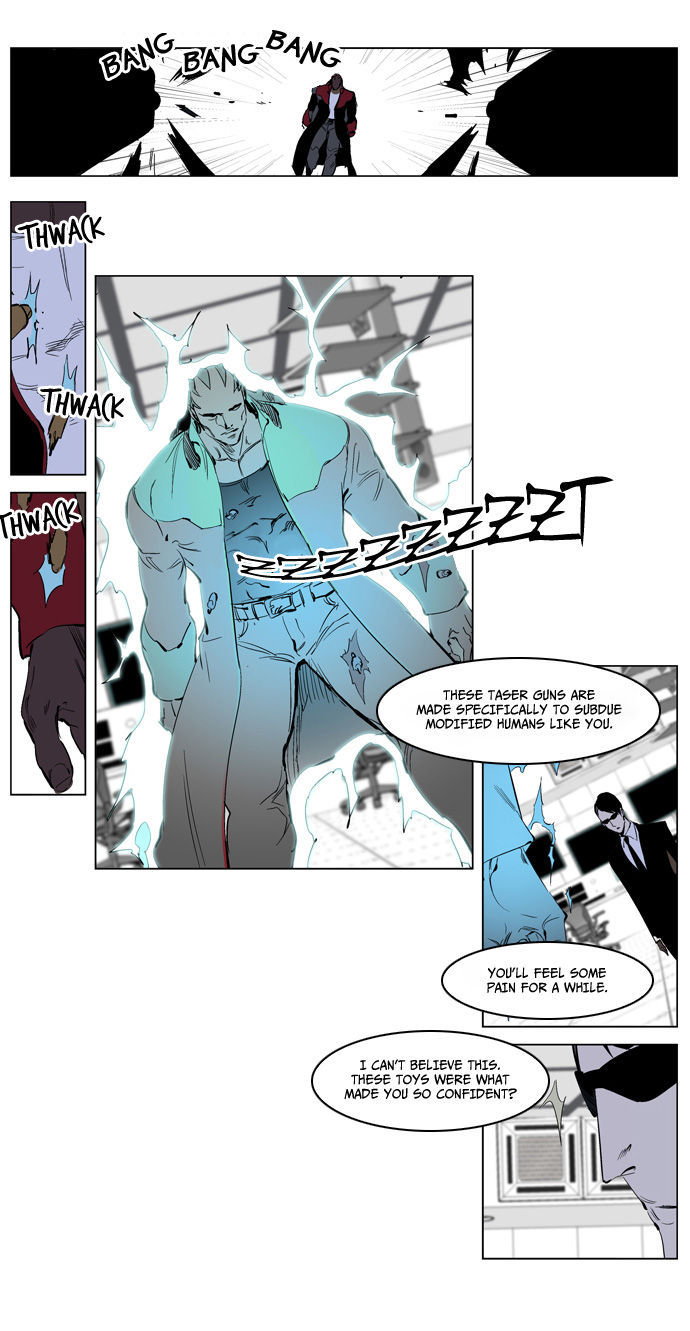 BANG BANG BANG
THWACK
THWACK
THWACK
ZZZZZZZZZT
THESE TASER GUNS ARE
MADE SPECIFICALLY TO SUBDUE
MODIFIED HUMANS LIKE YOU.
YOU'LL FEEL SOME
PAIN FOR A WHILE.
I CAN'T BELIEVE THIS.
THESE TOYS WERE WHAT
MADE YOU SO CONFIDENT?